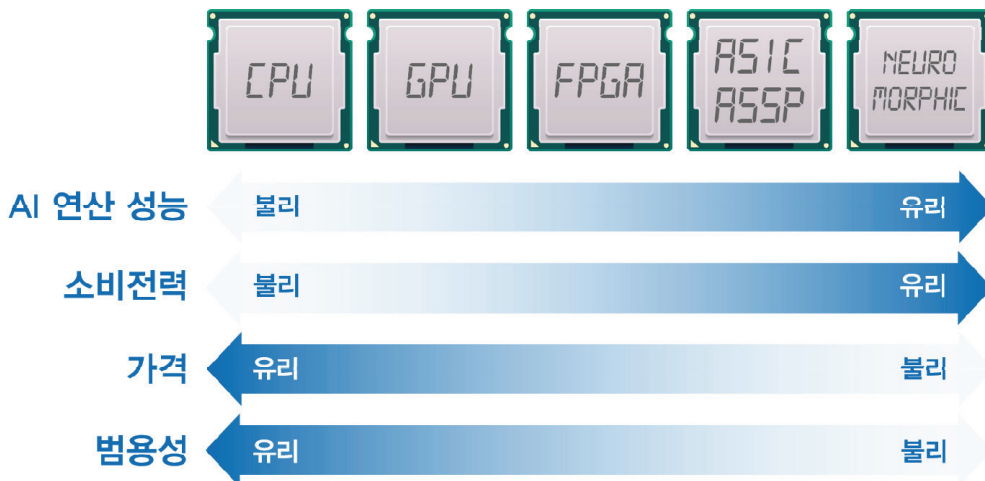 CPU
GPU
FPGA
ASIC
ASSP
NEURO
MORPHIC
AI 연산 성능
불리
유리
소비전력
불리
유리
가격
유리
불리
범용성
유리
불리